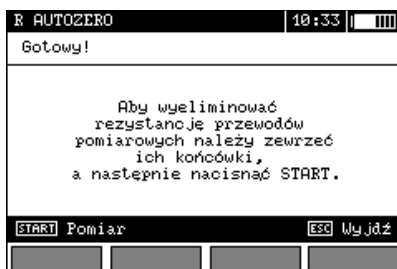 R AUTOZERO 10:33
Gotowy!
Aby wyeliminować
rezystancję przewodów
pomiarowych należy zewrzeć
ich końcówki,
a następnie nacisnąć START.
START Pomiar ESC Wyjdź